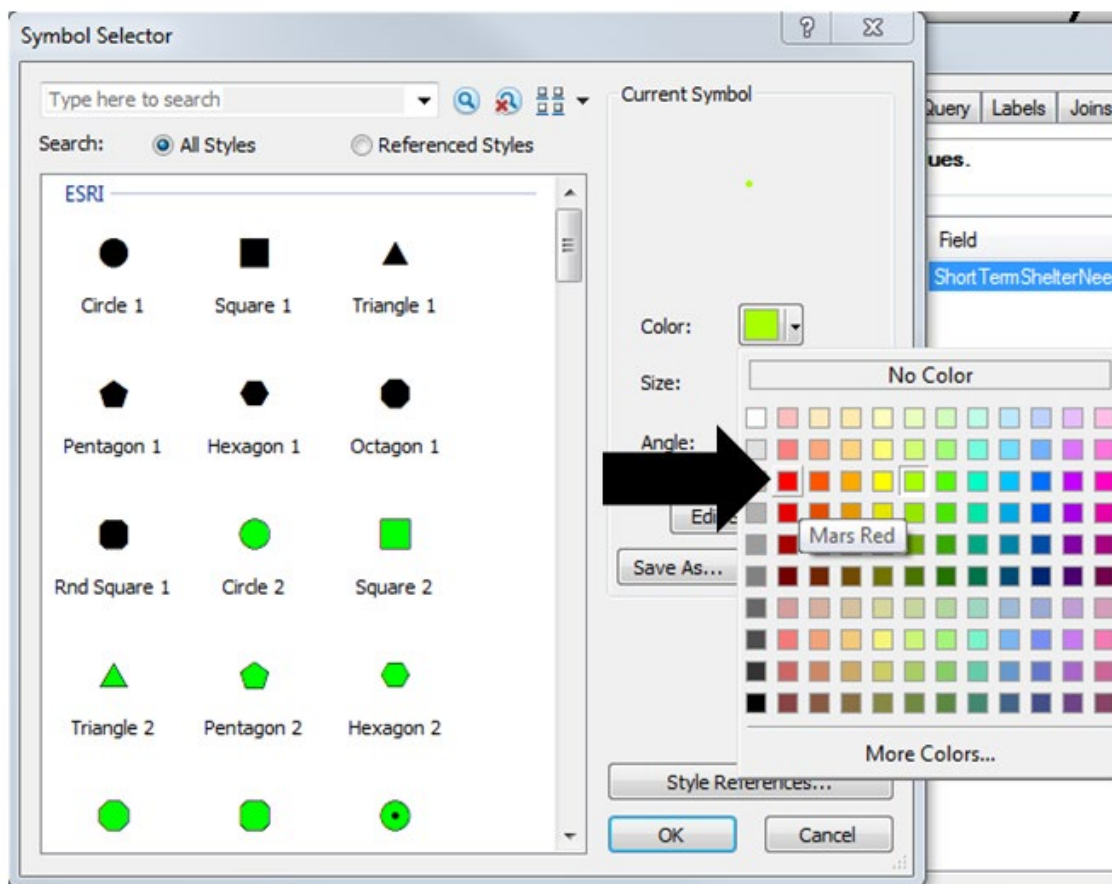 Symbol Selector
Type here to search
Search: All Styles Referenced Styles
ESRI
Circle 1 Square 1 Triangle 1
Pentagon 1 Hexagon 1 Octagon 1
Rnd Square 1 Circle 2 Square 2
Triangle 2 Pentagon 2 Hexagon 2
Current Symbol
Color:
Size:
Angle:
Save As...
Style References...
OK Cancel
No Color
Mars Red
More Colors...
Query Labels Joins
ues.
Field
ShortTermShelterNee